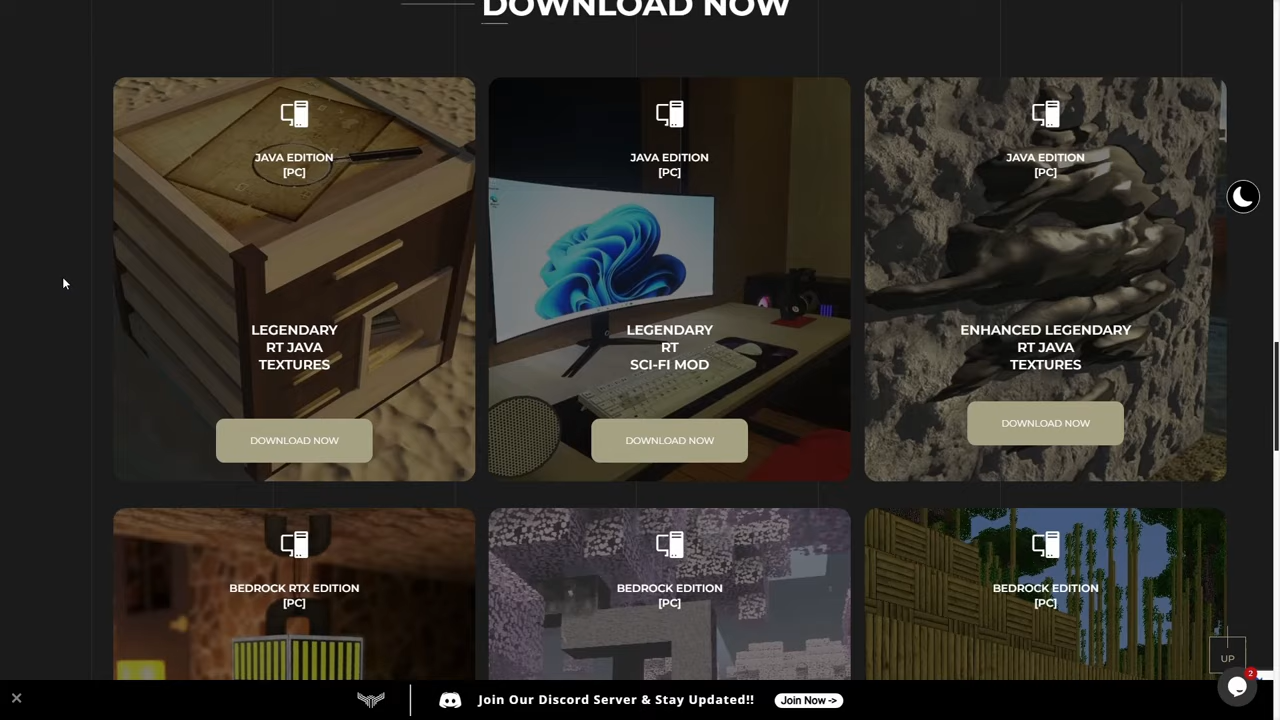 DOWNLOAD NOW
JAVA EDITION
[PC]
LEGENDARY
RT JAVA
TEXTURES
DOWNLOAD NOW
JAVA EDITION
[PC]
LEGENDARY
RT
SCI-FI MOD
DOWNLOAD NOW
JAVA EDITION
[PC]
ENHANCED LEGENDARY
RT JAVA
TEXTURES
DOWNLOAD NOW
BEDROCK RTX EDITION
[PC]
BEDROCK EDITION
[PC]
BEDROCK EDITION
[PC]
UP
2
Join Our Discord Server & Stay Updated!! Join Now ->